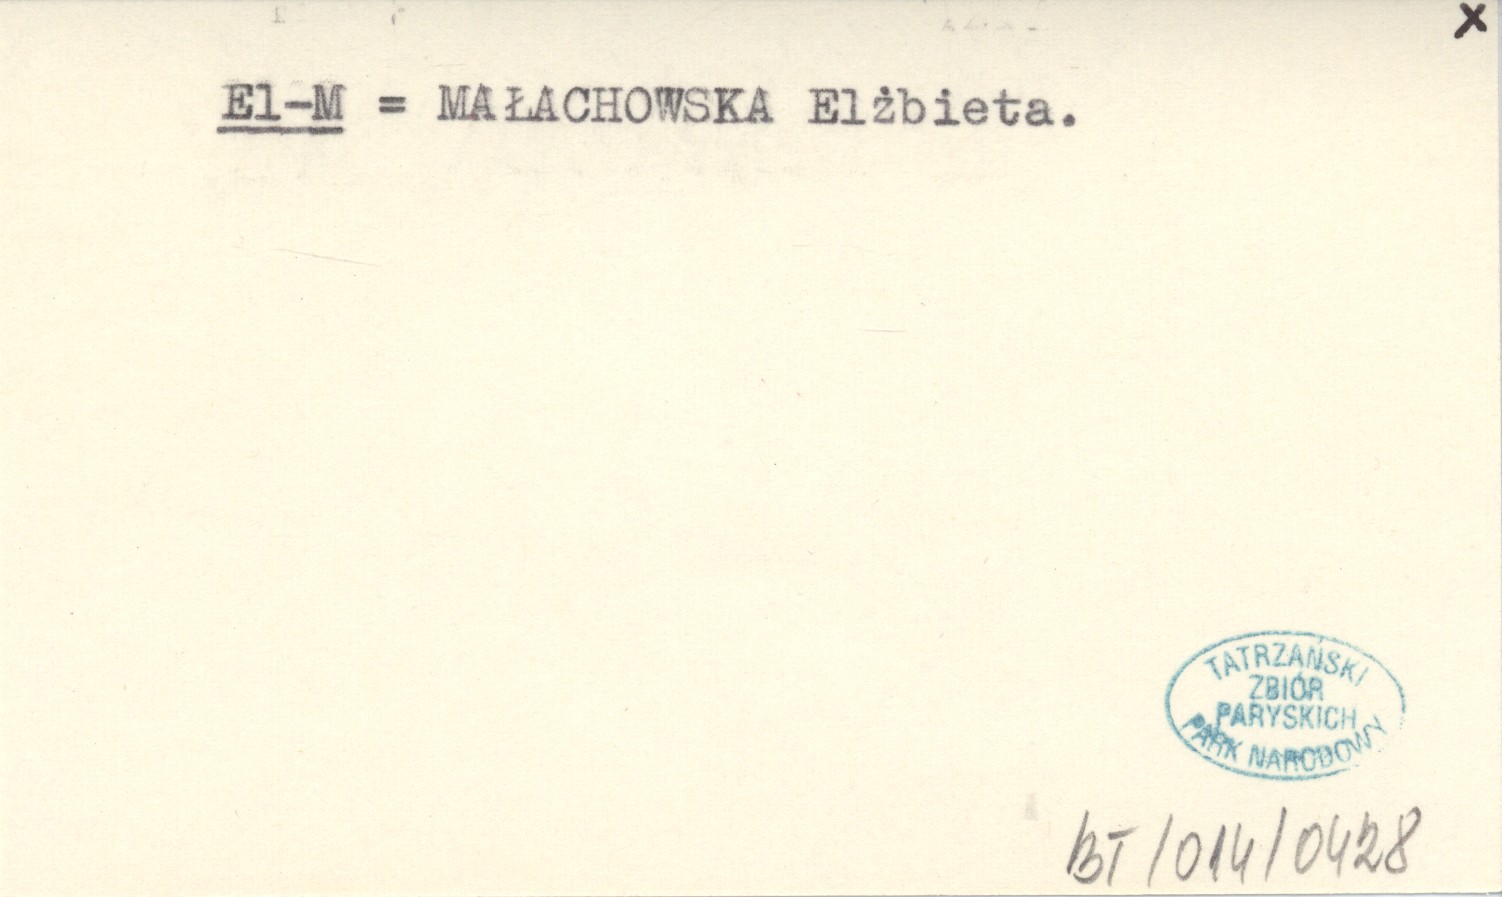 x
El-M = MAŁACHOWSKA Elżbieta.
TATRZAŃSKI
ZBIÓR
PARYSKICH
PARK NARODOWY
BT/014/0428